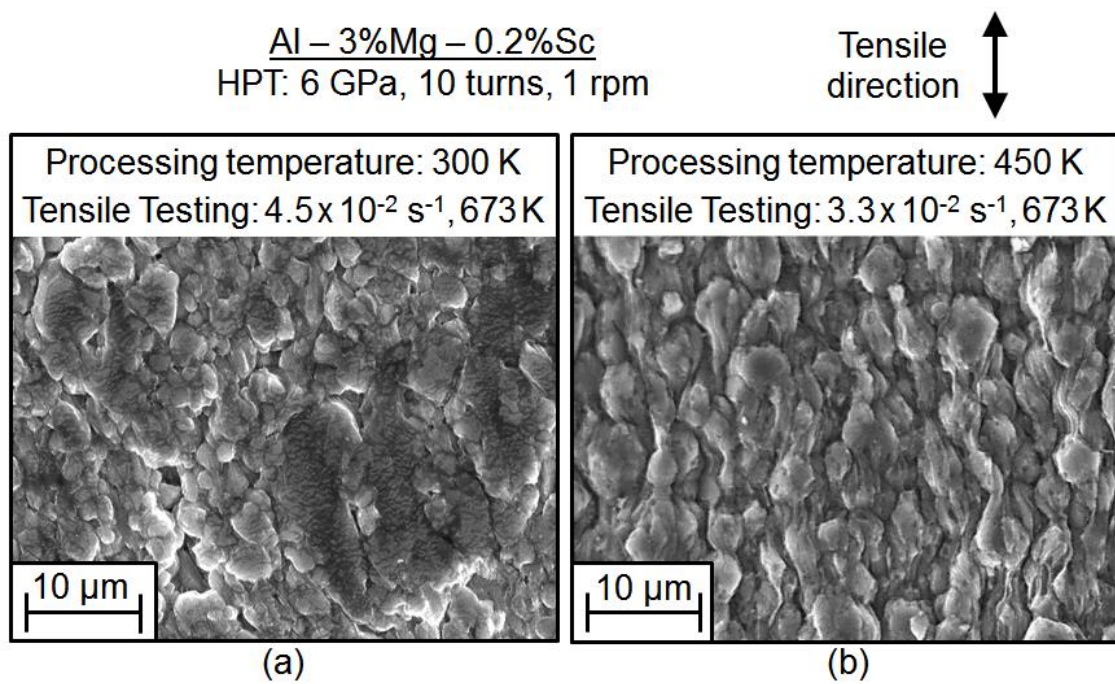 Al – 3%Mg – 0.2%Sc
HPT: 6 GPa, 10 turns, 1 rpm
Tensile
direction
Processing temperature: 300 K
Tensile Testing: 4.5 x 10⁻² s⁻¹, 673 K
Processing temperature: 450 K
Tensile Testing: 3.3 x 10⁻² s⁻¹, 673 K
10 µm
10 µm
(a)
(b)